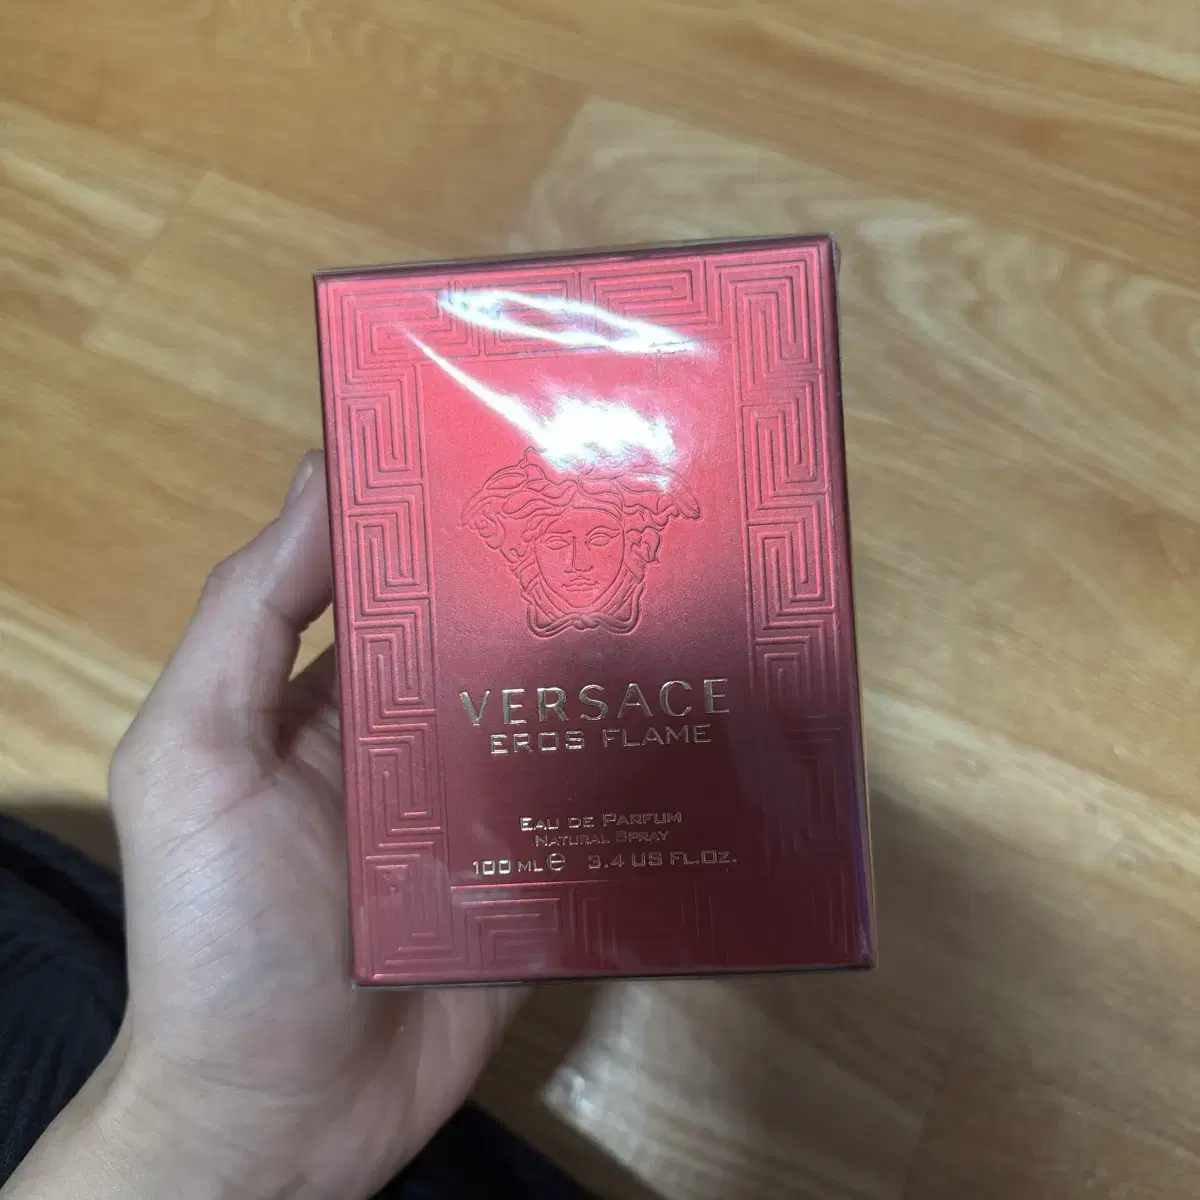 VERSACE
EROS FLAME
EAU DE PARFUM
NATURAL SPRAY
100 ML ℮ 3.4 US FL.OZ.